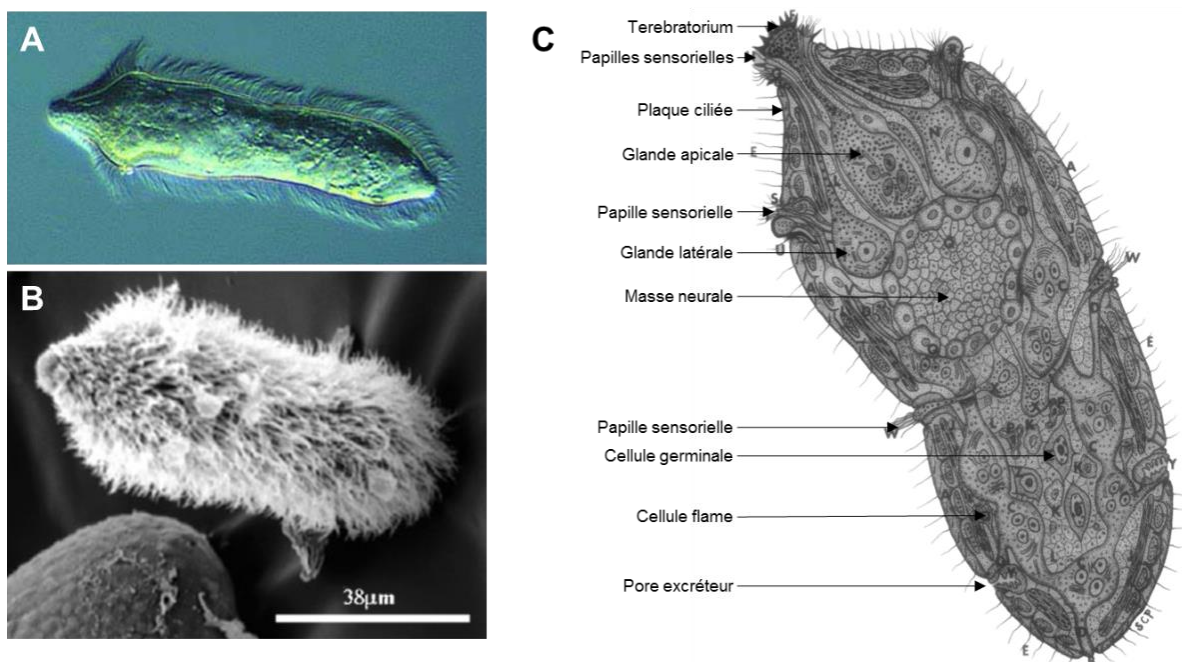 A
B
38µm
C
Terebratorium
Papilles sensorielles
Plaque ciliée
Glande apicale
Papille sensorielle
Glande latérale
Masse neurale
Papille sensorielle
Cellule germinale
Cellule flame
Pore excréteur
E
S
U
N
A
J
W
B
D
E
G
C
W
K
Y
L
SCP
E